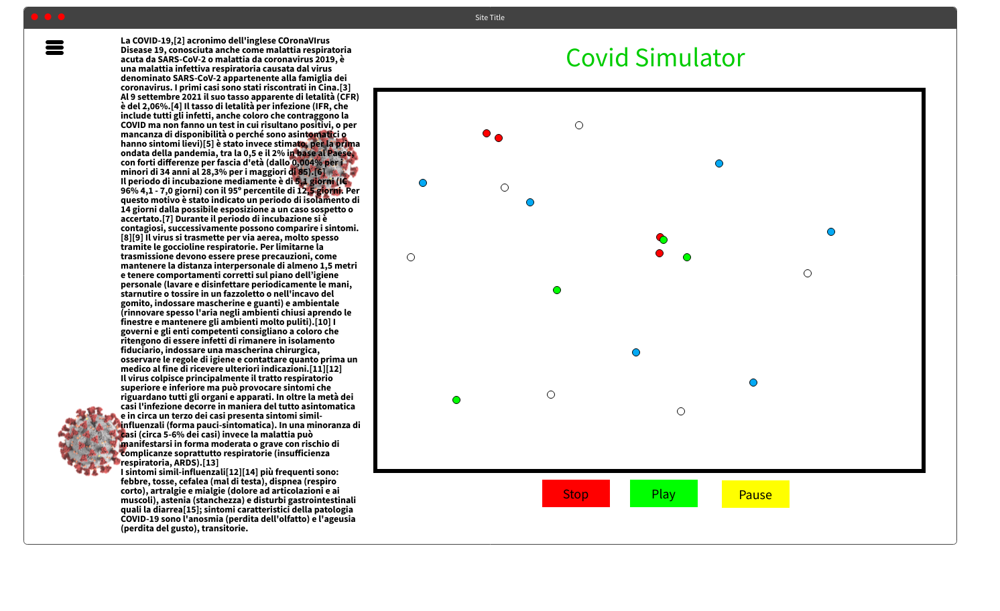 Site Title
La COVID-19,[2] acronimo dell'inglese COronaVIrus
Disease 19, conosciuta anche come malattia respiratoria
acuta da SARS-CoV-2 o malattia da coronavirus 2019, è
una malattia infettiva respiratoria causata dal virus
denominato SARS-CoV-2 appartenente alla famiglia dei
coronavirus. I primi casi sono stati riscontrati in Cina.[3]
Al 9 settembre 2021 il suo tasso apparente di letalità (CFR)
è del 2,06%.[4] Il tasso di letalità per infezione (IFR, che
include tutti gli infetti, anche coloro che contraggono la
COVID ma non fanno un test in cui risultano positivi, o per
mancanza di disponibilità o perché sono asintomatici o
hanno sintomi lievi)[5] è stato invece stimato, per la prima
ondata della pandemia, tra la 0,5 e il 2% in base al Paese,
con forti differenze per fascia d'età (dallo 0,004% per i
minori di 34 anni al 28,3% per i maggiori di 85).[6]
Il periodo di incubazione mediamente è di 5,1 giorni (IC
96% 4,1 - 7,0 giorni) con il 95º percentile di 12,5 giorni. Per
questo motivo è stato indicato un periodo di isolamento di
14 giorni dalla possibile esposizione a un caso sospetto o
accertato.[7] Durante il periodo di incubazione si è
contagiosi, successivamente possono comparire i sintomi.
[8][9] Il virus si trasmette per via aerea, molto spesso
tramite le goccioline respiratorie. Per limitarne la
trasmissione devono essere prese precauzioni, come
mantenere la distanza interpersonale di almeno 1,5 metri
e tenere comportamenti corretti sul piano dell’igiene
personale (lavare e disinfettare periodicamente le mani,
starnutire o tossire in un fazzoletto o nell'incavo del
gomito, indossare mascherine e guanti) e ambientale
(rinnovare spesso l'aria negli ambienti chiusi aprendo le
finestre e mantenere gli ambienti molto puliti).[10] I
governi e gli enti competenti consigliano a coloro che
ritengono di essere infetti di rimanere in isolamento
fiduciario, indossare una mascherina chirurgica,
osservare le regole di igiene e contattare quanto prima un
medico al fine di ricevere ulteriori indicazioni.[11][12]
Il virus colpisce principalmente il tratto respiratorio
superiore e inferiore ma può provocare sintomi che
riguardano tutti gli organi e apparati. In oltre la metà dei
casi l'infezione decorre in maniera del tutto asintomatica
e in circa un terzo dei casi presenta sintomi simil-
influenzali (forma pauci-sintomatica). In una minoranza di
casi (circa 5-6% dei casi) invece la malattia può
manifestarsi in forma moderata o grave con rischio di
complicanze soprattutto respiratorie (insufficienza
respiratoria, ARDS).[13]
I sintomi simil-influenzali[12][14] più frequenti sono:
febbre, tosse, cefalea (mal di testa), dispnea (respiro
corto), artralgie e mialgie (dolore ad articolazioni e ai
muscoli), astenia (stanchezza) e disturbi gastrointestinali
quali la diarrea[15]; sintomi caratteristici della patologia
COVID-19 sono l'anosmia (perdita dell'olfatto) e l'ageusia
(perdita del gusto), transitorie.
Covid Simulator
Stop
Play
Pause